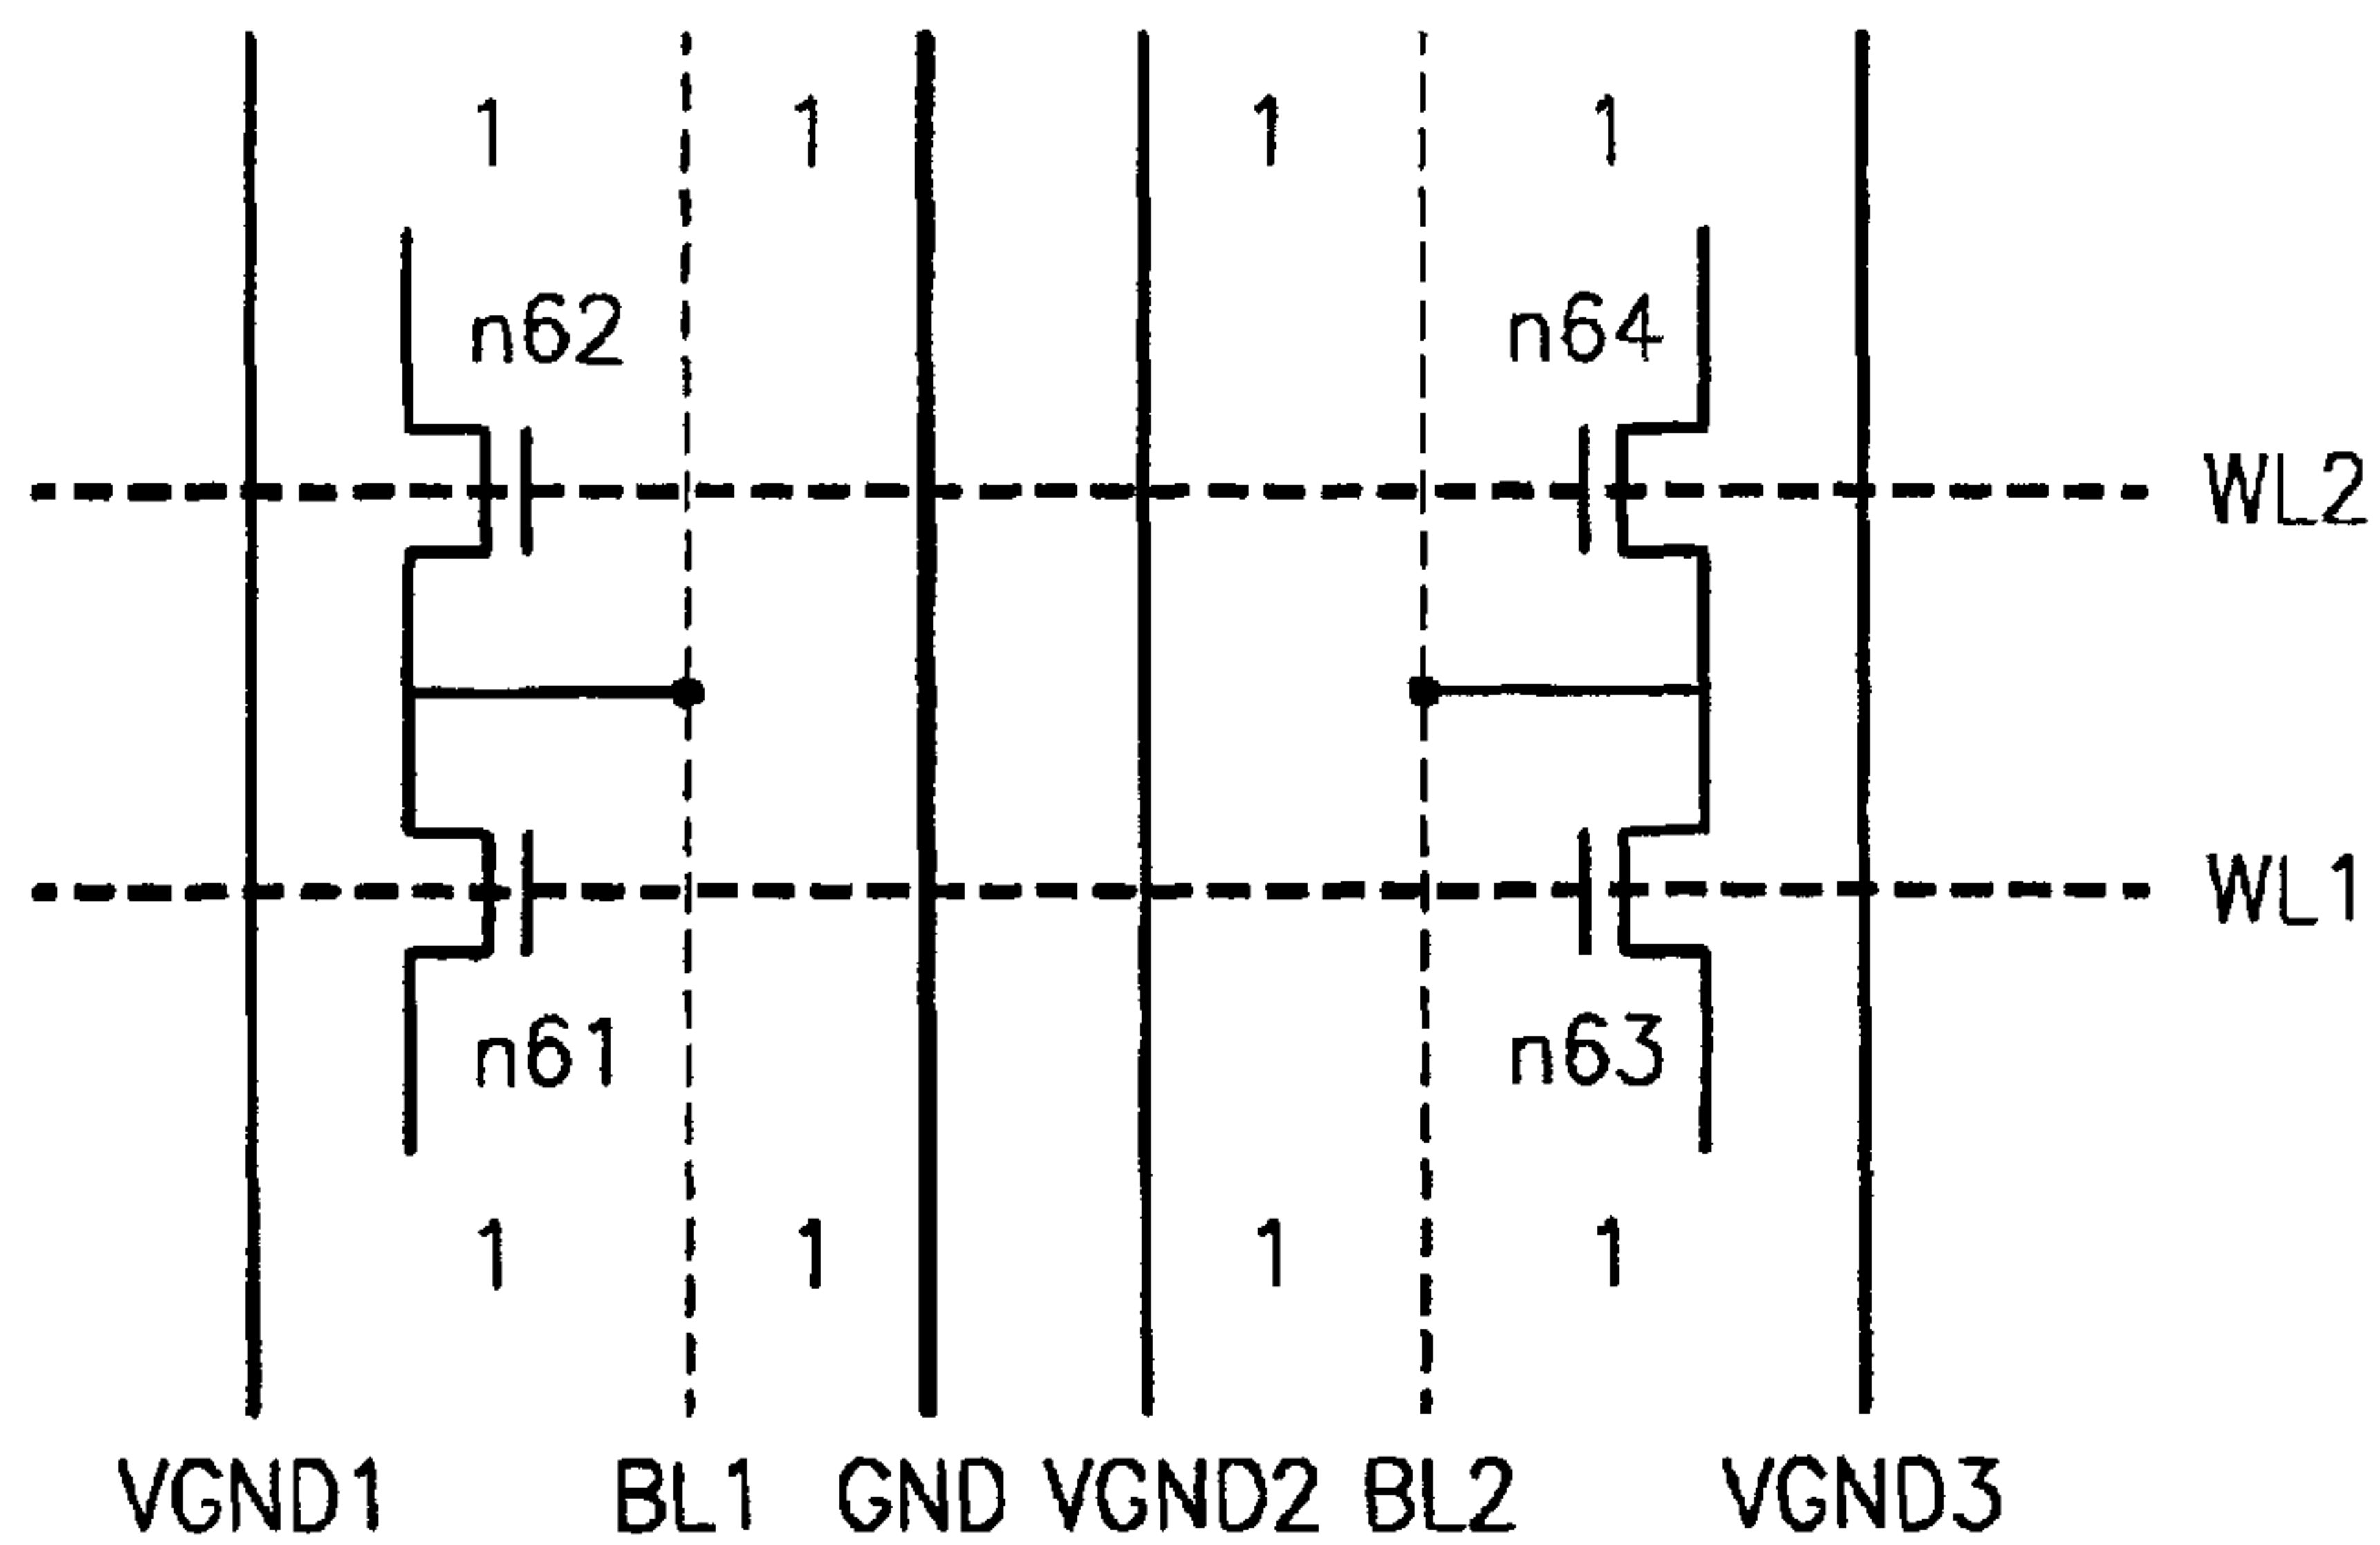 1 1 1 1
n62 n64
WL2
WL1
n61 n63
1 1 1 1
VGND1 BL1 GND VGND2 BL2 VGND3